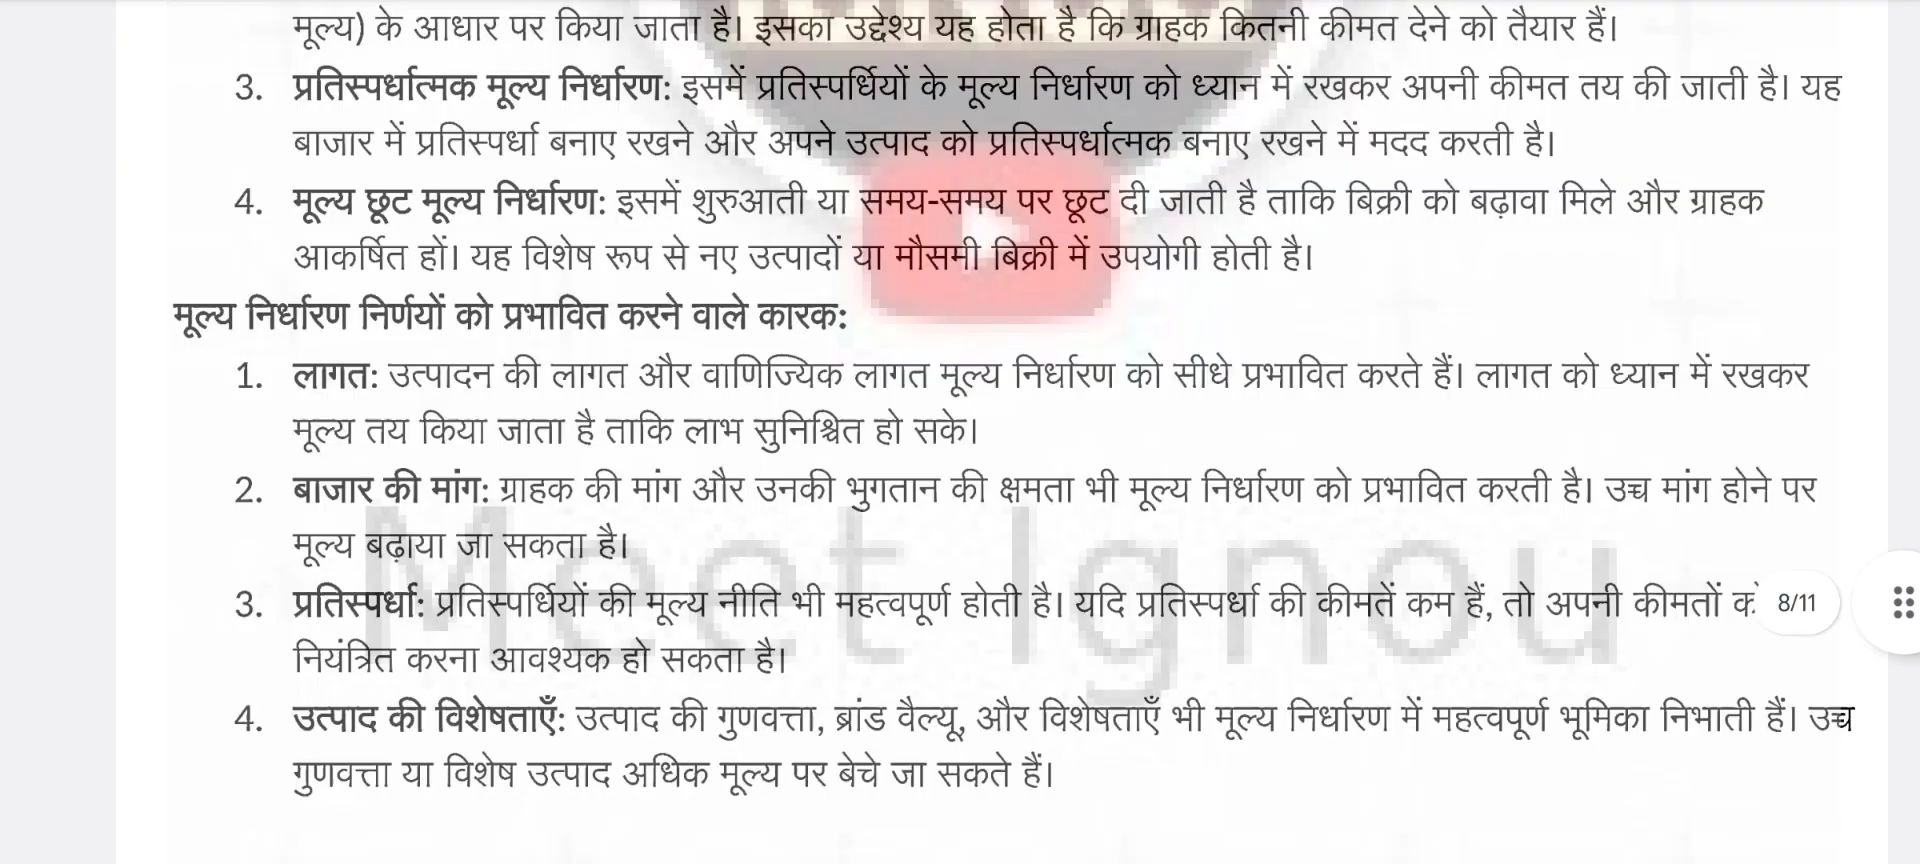 मूल्य) के आधार पर किया जाता है। इसका उद्देश्य यह होता है कि ग्राहक कितनी कीमत देने को तैयार हैं।
3. प्रतिस्पर्धात्मक मूल्य निर्धारण: इसमें प्रतिस्पर्धियों के मूल्य निर्धारण को ध्यान में रखकर अपनी कीमत तय की जाती है। यह
बाजार में प्रतिस्पर्धा बनाए रखने और अपने उत्पाद को प्रतिस्पर्धात्मक बनाए रखने में मदद करती है।
4. मूल्य छूट मूल्य निर्धारण: इसमें शुरुआती या समय-समय पर छूट दी जाती है ताकि बिक्री को बढ़ावा मिले और ग्राहक
आकर्षित हों। यह विशेष रूप से नए उत्पादों या मौसमी बिक्री में उपयोगी होती है।
मूल्य निर्धारण निर्णयों को प्रभावित करने वाले कारक:
1. लागत: उत्पादन की लागत और वाणिज्यिक लागत मूल्य निर्धारण को सीधे प्रभावित करते हैं। लागत को ध्यान में रखकर
मूल्य तय किया जाता है ताकि लाभ सुनिश्चित हो सके।
2. बाजार की मांग: ग्राहक की मांग और उनकी भुगतान की क्षमता भी मूल्य निर्धारण को प्रभावित करती है। उच्च मांग होने पर
मूल्य बढ़ाया जा सकता है।
3. प्रतिस्पर्धा: प्रतिस्पर्धियों की मूल्य नीति भी महत्वपूर्ण होती है। यदि प्रतिस्पर्धा की कीमतें कम हैं, तो अपनी कीमतों
8/11
नियंत्रित करना आवश्यक हो सकता है।
Meet Ignou
4. उत्पाद की विशेषताएँ: उत्पाद की गुणवत्ता, ब्रांड वैल्यू, और विशेषताएँ भी मूल्य निर्धारण में महत्वपूर्ण भूमिका निभाती हैं। उच्च
गुणवत्ता या विशेष उत्पाद अधिक मूल्य पर बेचे जा सकते हैं।